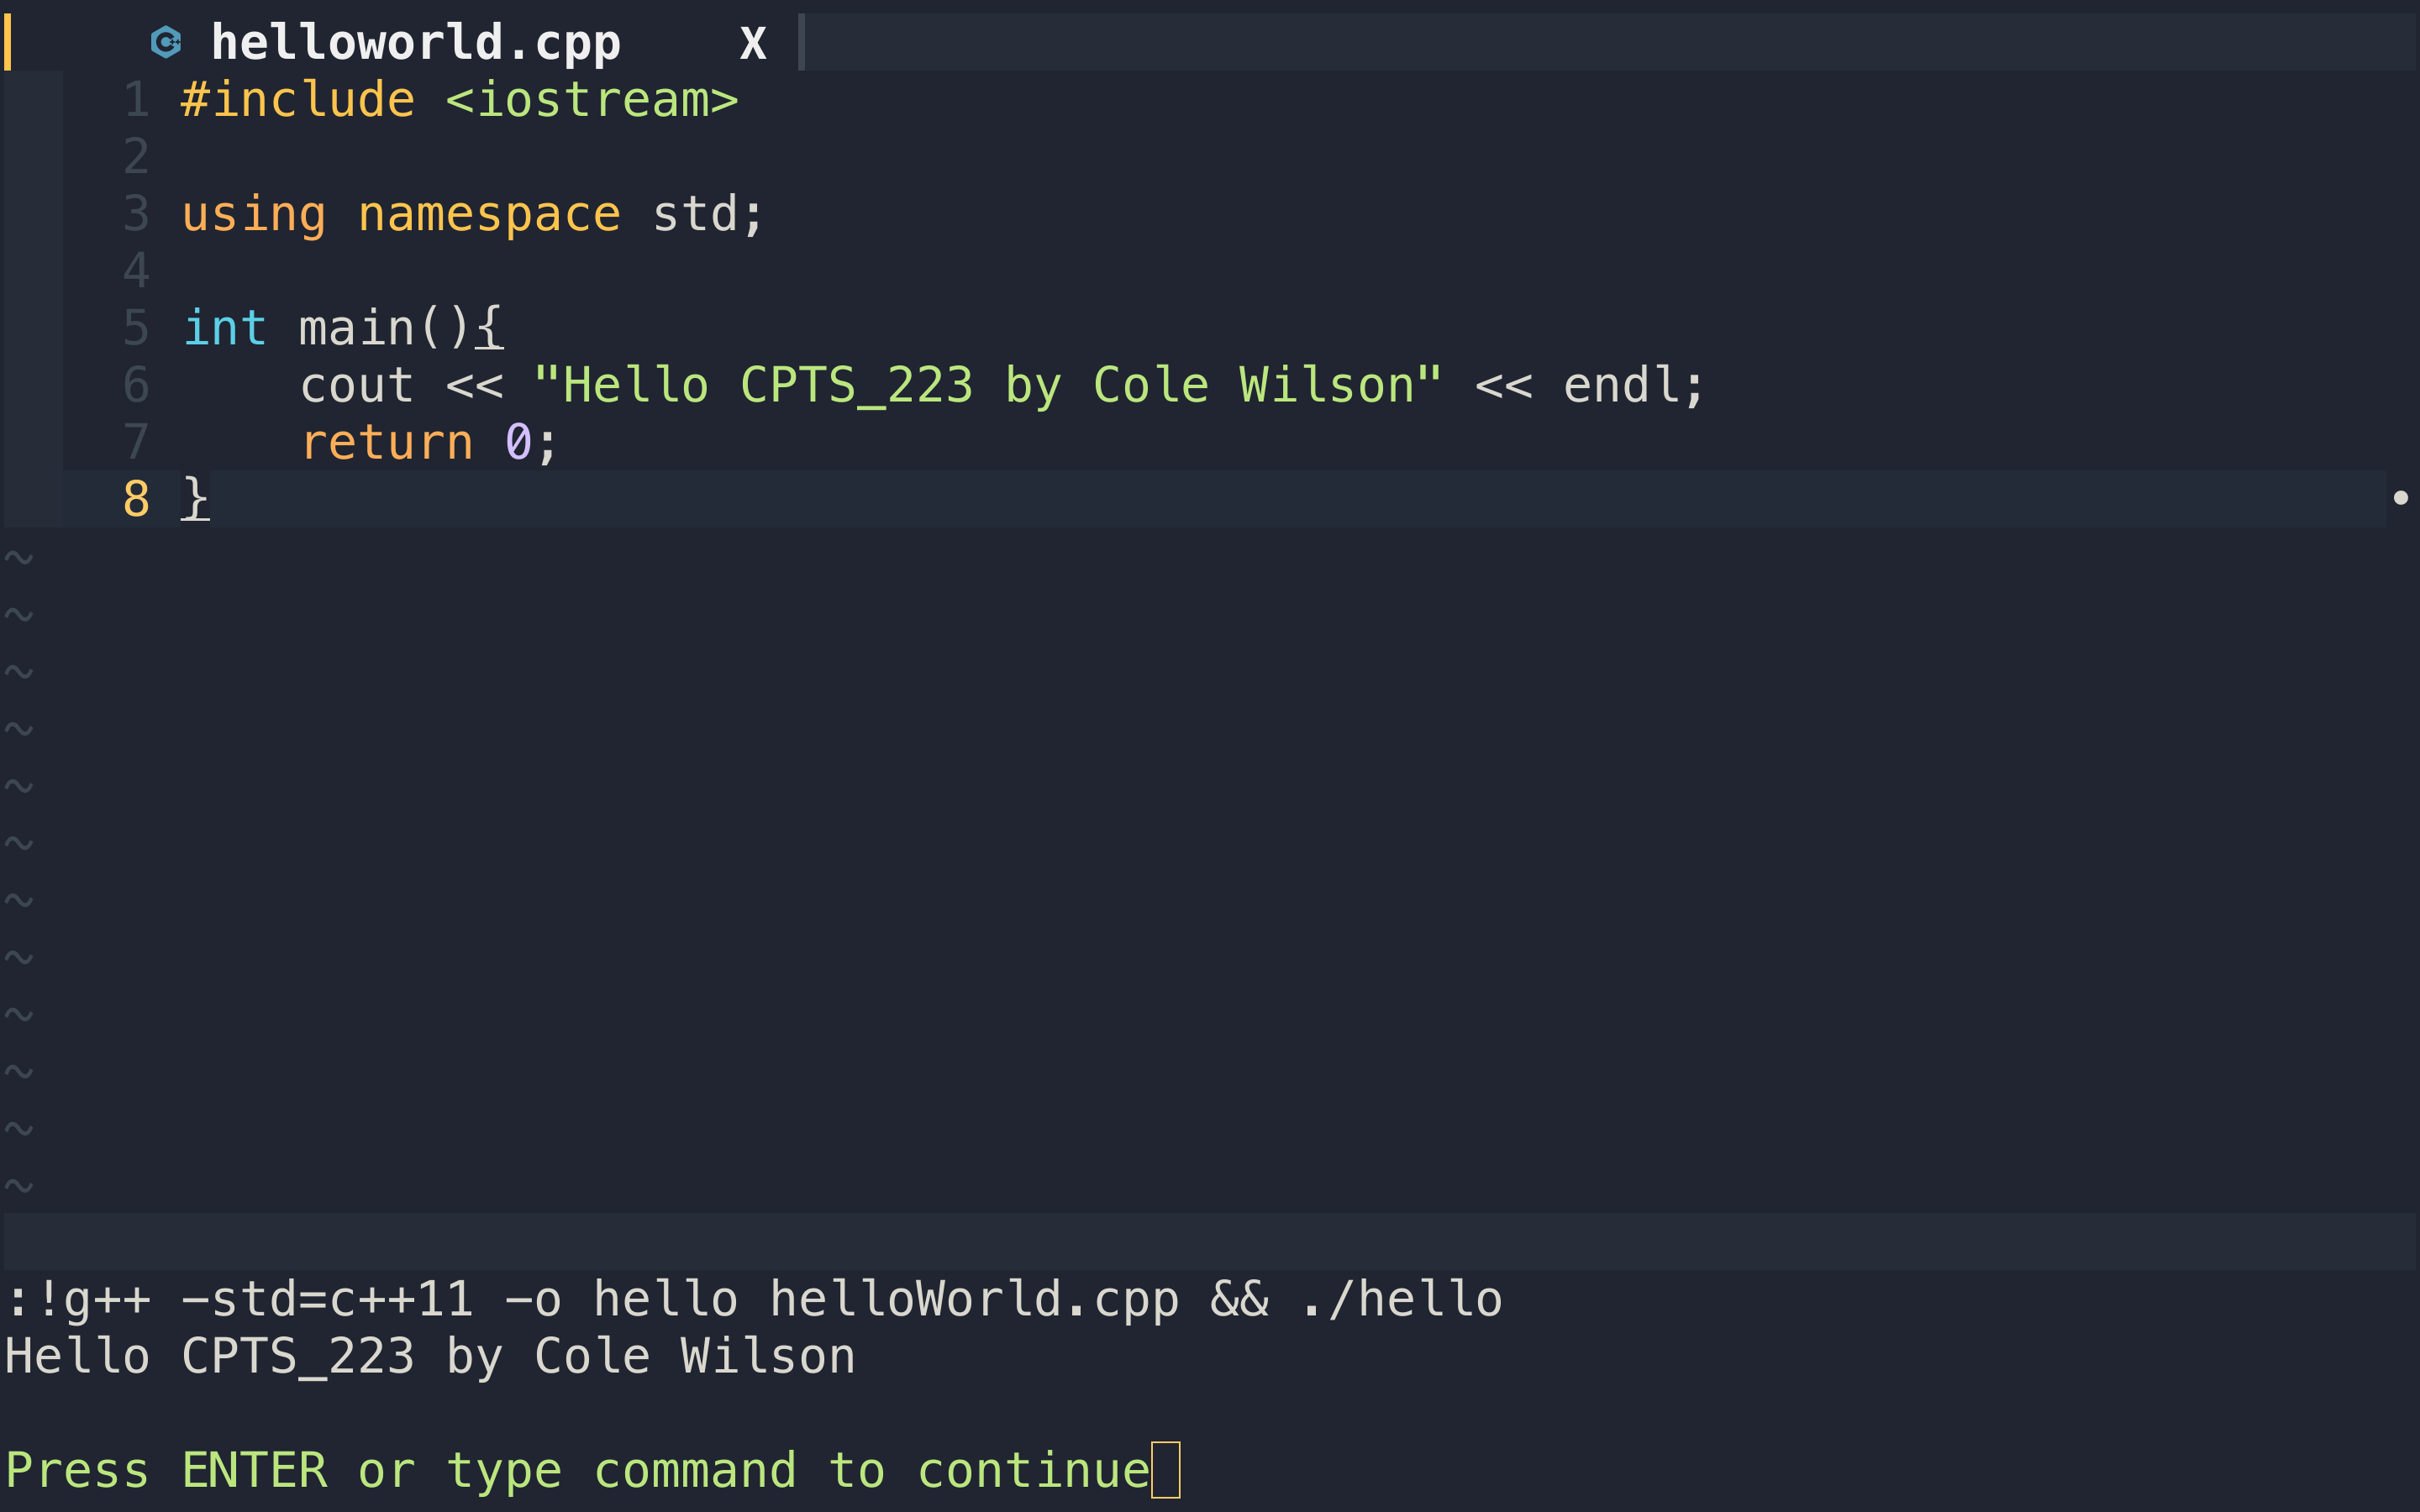 helloworld.cpp X
1 #include <iostream>
2
3 using namespace std;
4
5 int main(){
6     cout << "Hello CPTS_223 by Cole Wilson" << endl;
7     return 0;
8 }
~
~
~
~
~
~
~
~
~
~
~
~
:!g++ -std=c++11 -o hello helloWorld.cpp && ./hello
Hello CPTS_223 by Cole Wilson
Press ENTER or type command to continue